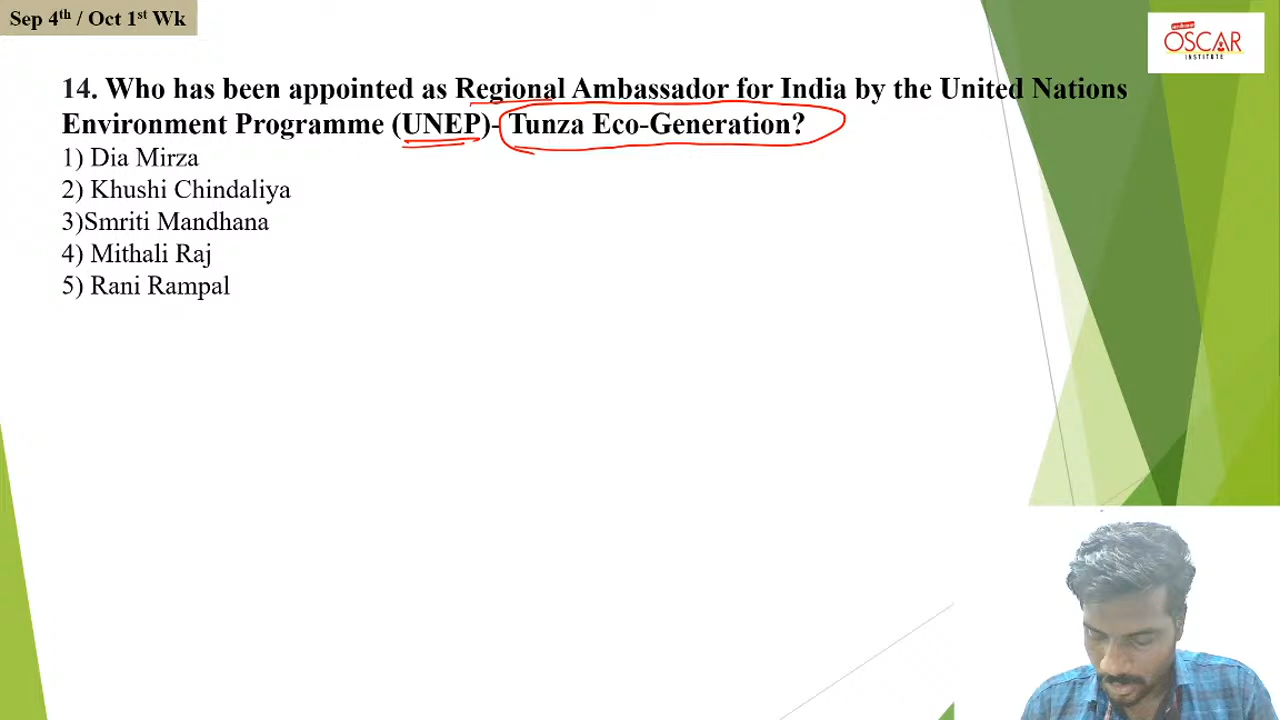 Sep 4th / Oct 1st Wk
OSCAR
INSTITUTE
14. Who has been appointed as Regional Ambassador for India by the United Nations
Environment Programme (UNEP)- Tunza Eco-Generation?
1) Dia Mirza
2) Khushi Chindaliya
3)Smriti Mandhana
4) Mithali Raj
5) Rani Rampal